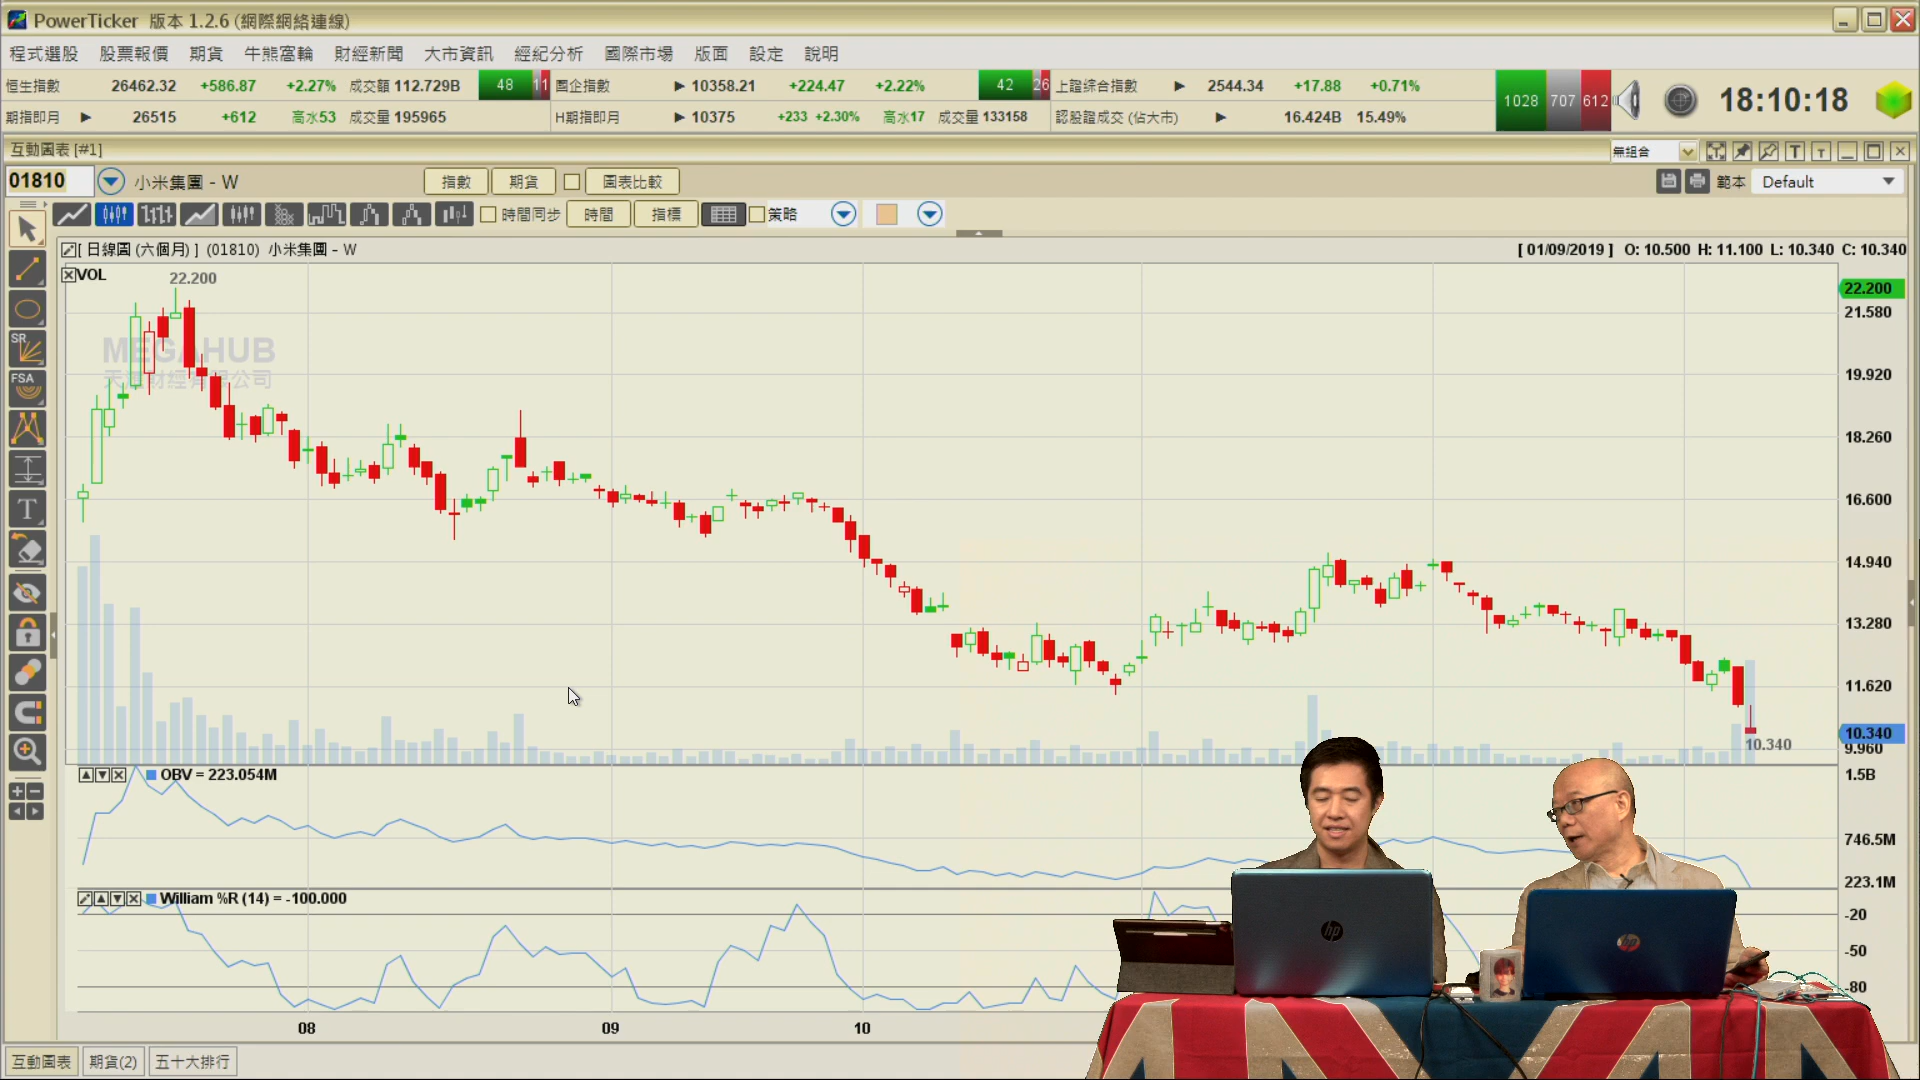 PowerTicker 版本 1.2.6 (網際網絡連線)
程式選股 股票報價 期貨 牛熊窩輪 財經新聞 大市資訊 經紀分析 國際市場 版面 設定 說明
恒生指數 26462.32 +586.87 +2.27% 成交額 112.729B 48 11 國企指數 10358.21 +224.47 +2.22% 42 26 上證綜合指數 2544.34 +17.88 +0.71%
期指即月 26515 +612 高水53 成交量 195965 H期指即月 10375 +233 +2.30% 高水17 成交量 133158 認股證成交 (佔大市) 16.424B 15.49%
1028 707 612 18:10:18
互動圖表 [#1] 無組合
01810 小米集團 - W 指數 期貨 圖表比較 範本 Default
時間同步 時間 指標 策略
[ 日線圖 (六個月) ] (01810) 小米集團 - W [ 01/09/2019 ] O: 10.500 H: 11.100 L: 10.340 C: 10.340
VOL
22.200
22.200
21.580
MEGAHUB
19.920
18.260
16.600
14.940
13.280
11.620
10.340
10.340
9.960
OBV = 223.054M
1.5B
746.5M
223.1M
William %R (14) = -100.000
-20
-50
-80
08 09 10
SR
FSA
T
hp
hp
互動圖表 期貨(2) 五十大排行